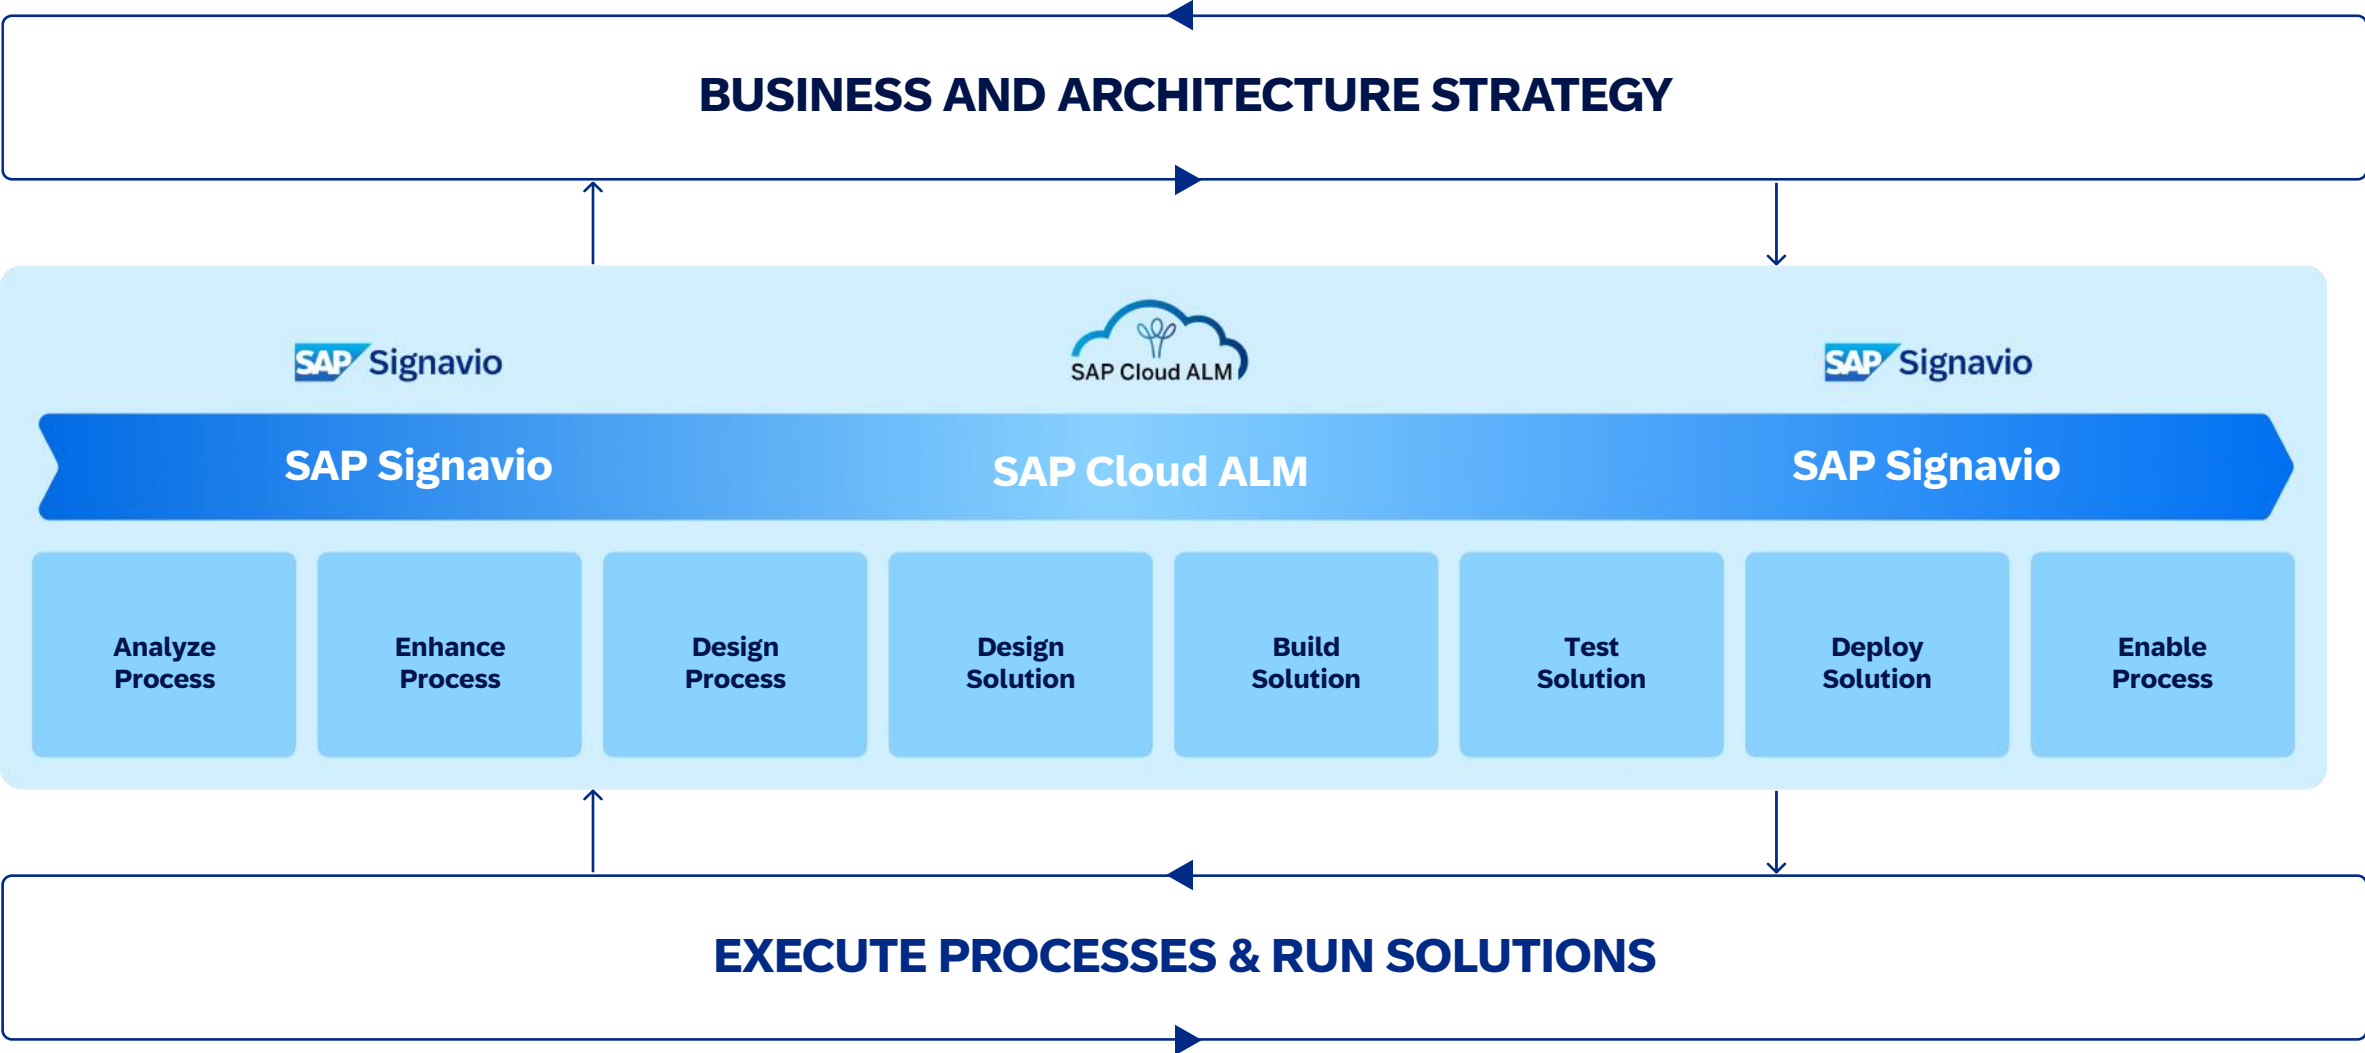 BUSINESS AND ARCHITECTURE STRATEGY
SAP Signavio
SAP Cloud ALM
SAP Signavio
SAP Signavio
SAP Cloud ALM
SAP Signavio
Analyze
Process
Enhance
Process
Design
Process
Design
Solution
Build
Solution
Test
Solution
Deploy
Solution
Enable
Process
EXECUTE PROCESSES & RUN SOLUTIONS